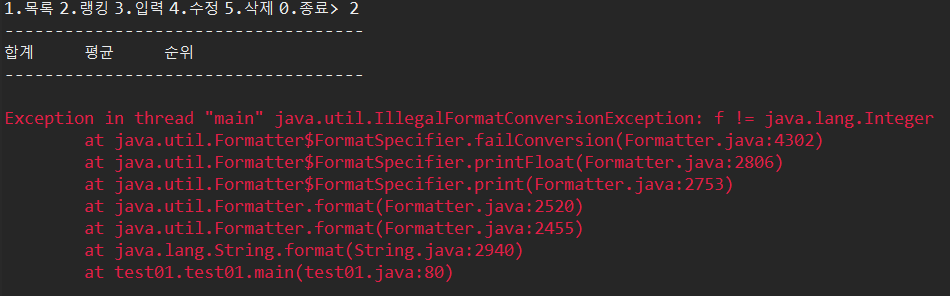 1.목록 2.랭킹 3.입력 4.수정 5.삭제 0.종료> 2
------------------------------------
합계 평균 순위
------------------------------------
Exception in thread "main" java.util.IllegalFormatConversionException: f != java.lang.Integer
at java.util.Formatter$FormatSpecifier.failConversion(Formatter.java:4302)
at java.util.Formatter$FormatSpecifier.printFloat(Formatter.java:2806)
at java.util.Formatter$FormatSpecifier.print(Formatter.java:2753)
at java.util.Formatter.format(Formatter.java:2520)
at java.util.Formatter.format(Formatter.java:2455)
at java.lang.String.format(String.java:2940)
at test01.test01.main(test01.java:80)